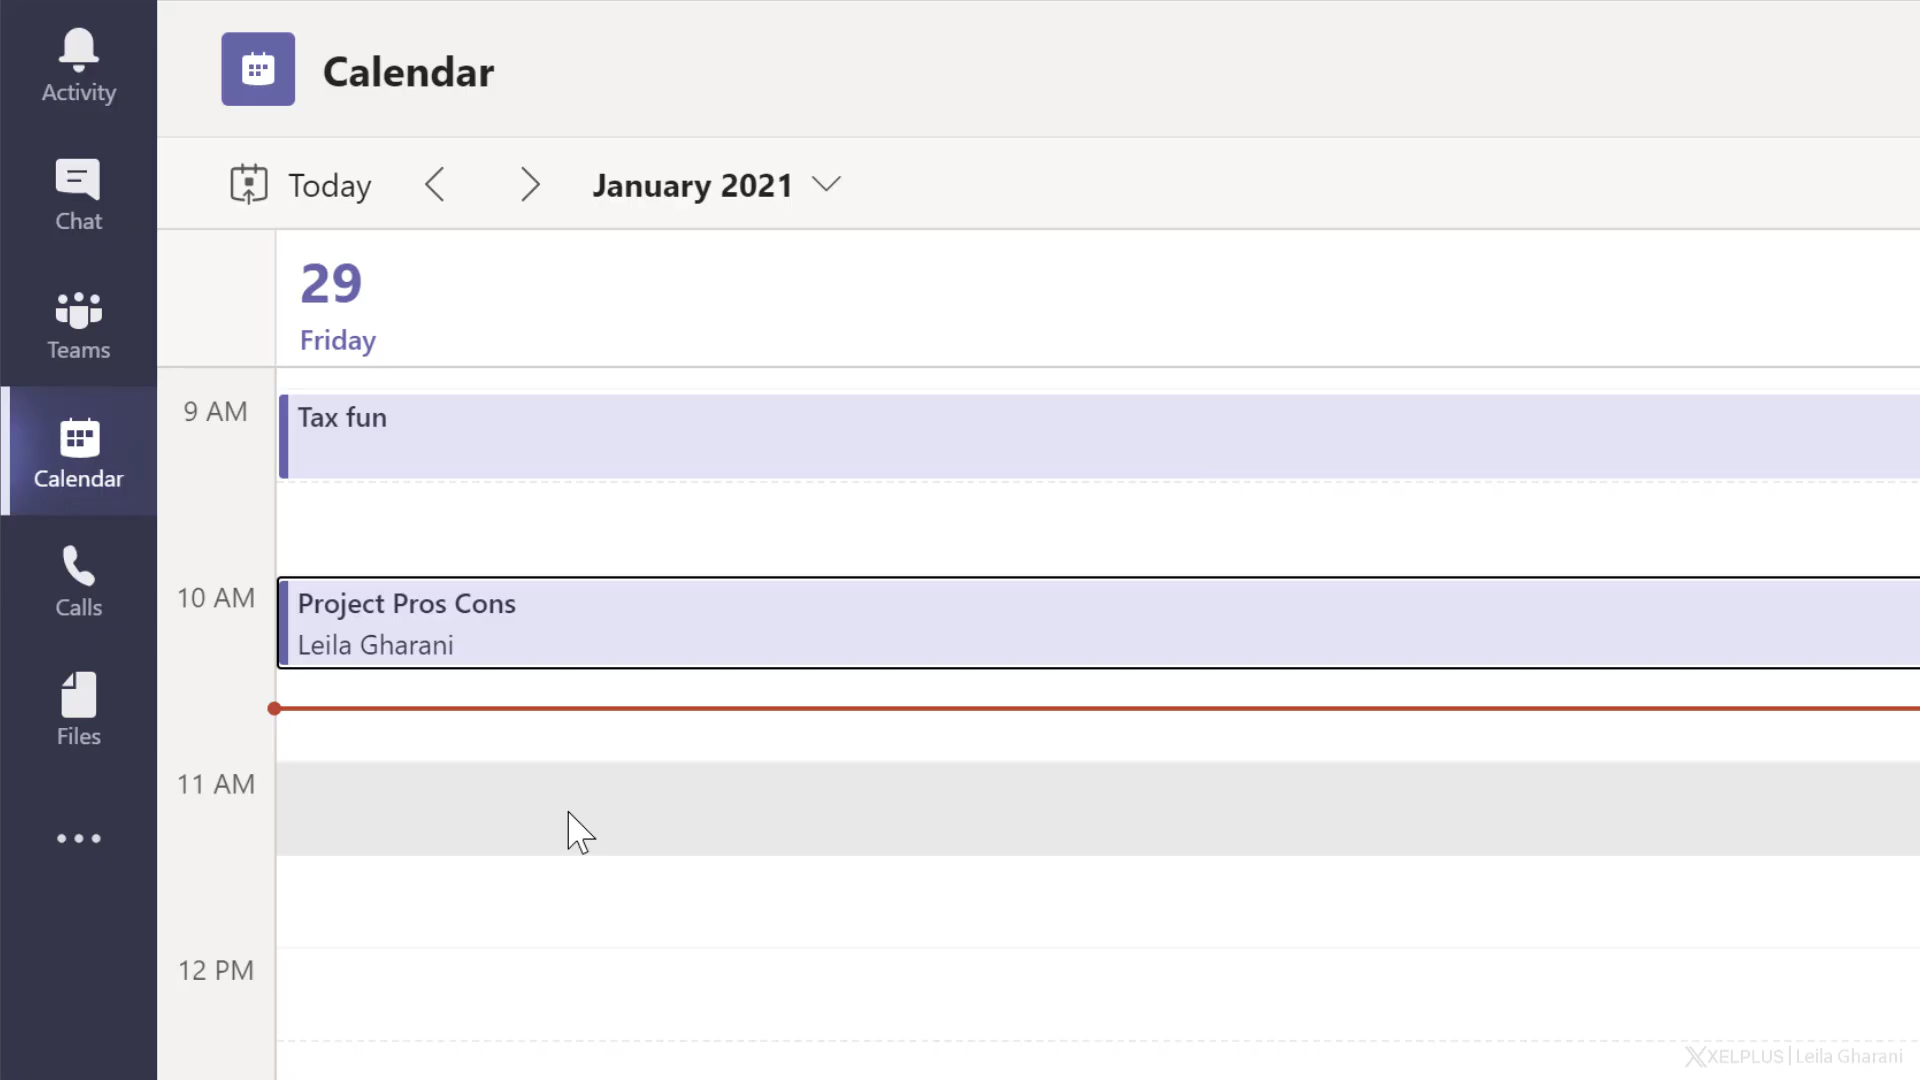 Activity
Chat
Teams
Calendar
Calls
Files
Calendar
Today
January 2021
29
Friday
9 AM
Tax fun
10 AM
Project Pros Cons
Leila Gharani
11 AM
12 PM
XELPLUS | Leila Gharani